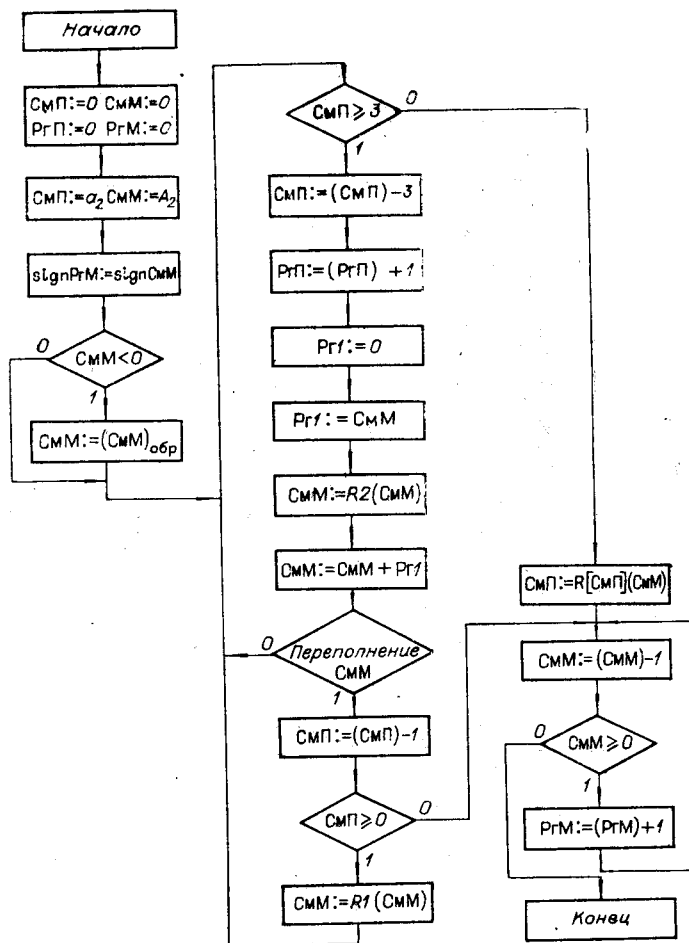 Начало
СмП:=0 СмМ:=0
РгП:=0 РгМ:=0
СмП:=a₂ СмМ:=A₂
signРгМ:=signСмМ
0
СмМ<0
1
СмМ:=(СмМ)обр
СмП⩾3
0
1
СмП:=(СмП)-3
РгП:=(РгП) +1
Рг1:=0
Рг1:=СмМ
СмМ:=R2(СмМ)
СмМ:=СмМ+Рг1
0
Переполнение
СмМ
1
СмП:=(СмП)-1
СмП⩾0
0
1
СмМ:=R1(СмМ)
СмП:=R[СмП](СмМ)
СмМ:=(СмМ)-1
0
СмМ⩾0
1
РгМ:=(РгМ)+1
Конец